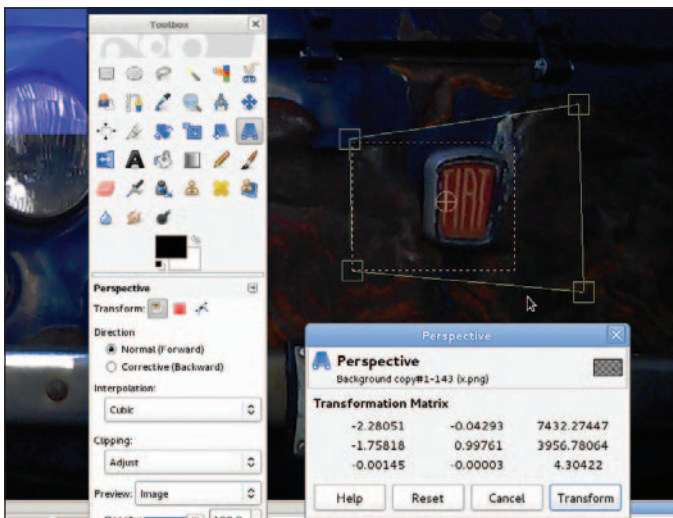 Toolbox
FIAT
Perspective
Transform:
Direction
Normal (Forward)
Corrective (Backward)
Interpolation:
Cubic
Clipping:
Adjust
Preview: Image
Perspective
Perspective
Background copy#1-143 (x.png)
Transformation Matrix
-2.28051 -0.04293 7432.27447
-1.75818 0.99761 3956.78064
-0.00145 -0.00003 4.30422
Help Reset Cancel Transform